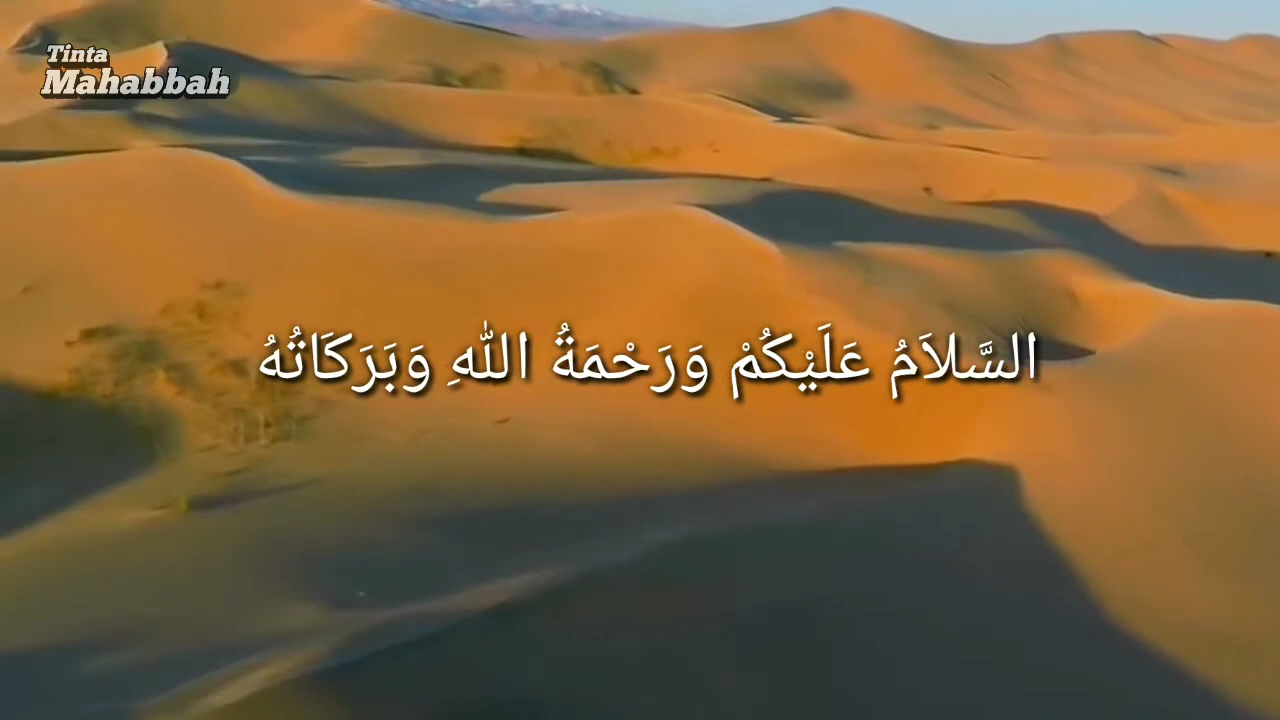 Tinta
Mahabbah
السَّلاَمُ عَلَيْكُمْ وَرَحْمَةُ اللهِ وَبَرَكَاتُهُ